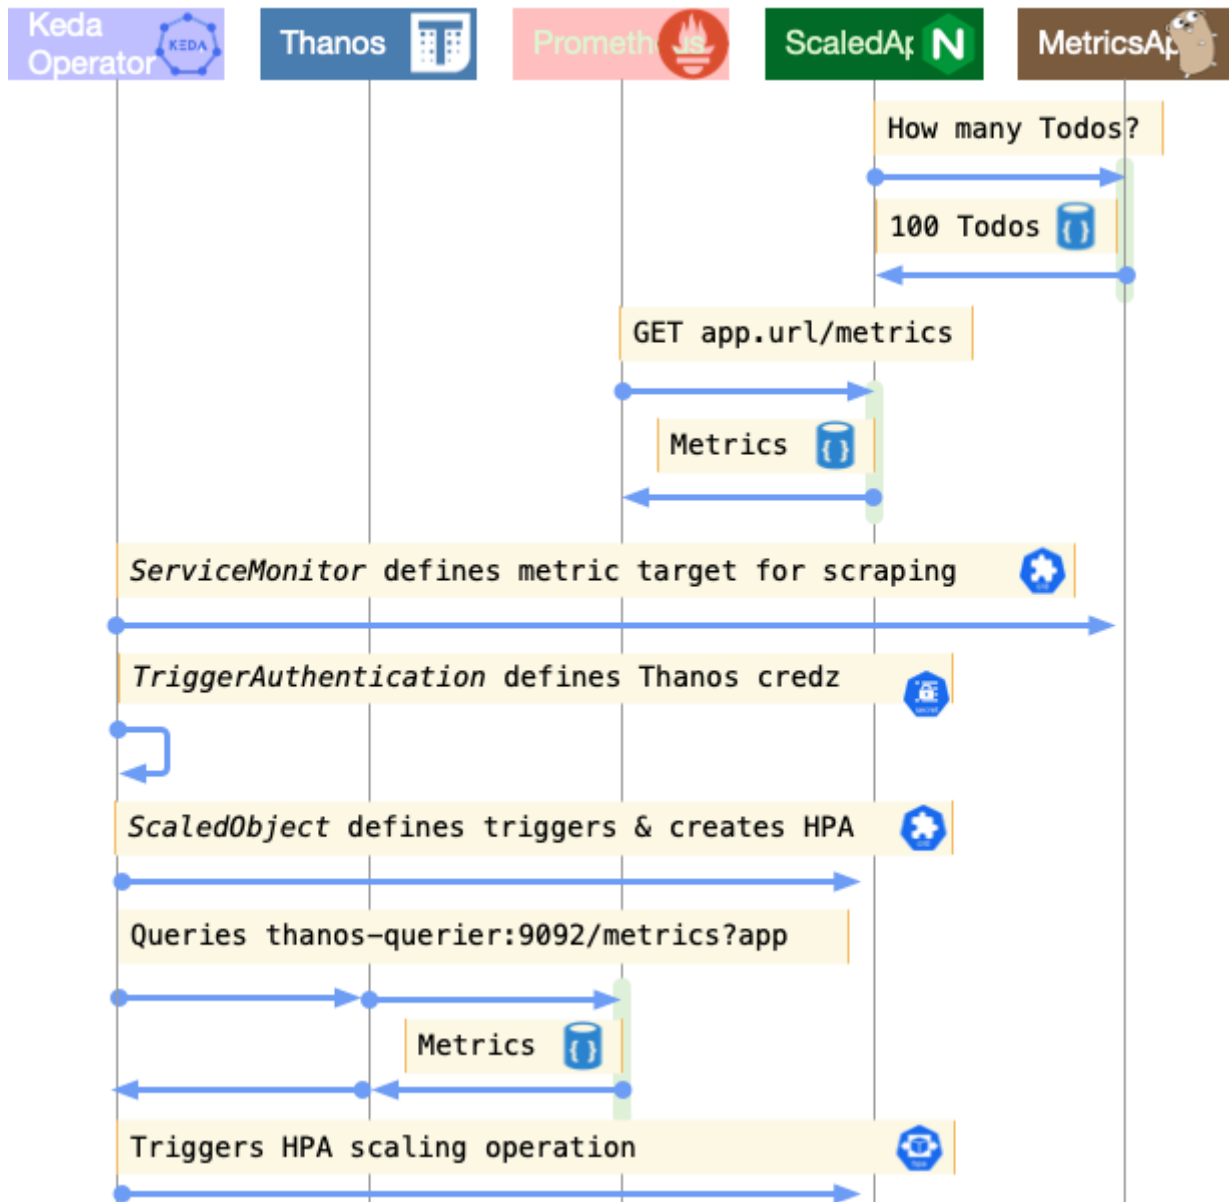 Keda
Operator
KEDA
Thanos
Prometheus
ScaledAp
N
MetricsAp
How many Todos?
100 Todos
{ }
GET app.url/metrics
Metrics
{ }
ServiceMonitor defines metric target for scraping
TriggerAuthentication defines Thanos credz
secret
ScaledObject defines triggers & creates HPA
Queries thanos-querier:9092/metrics?app
Metrics
{ }
Triggers HPA scaling operation